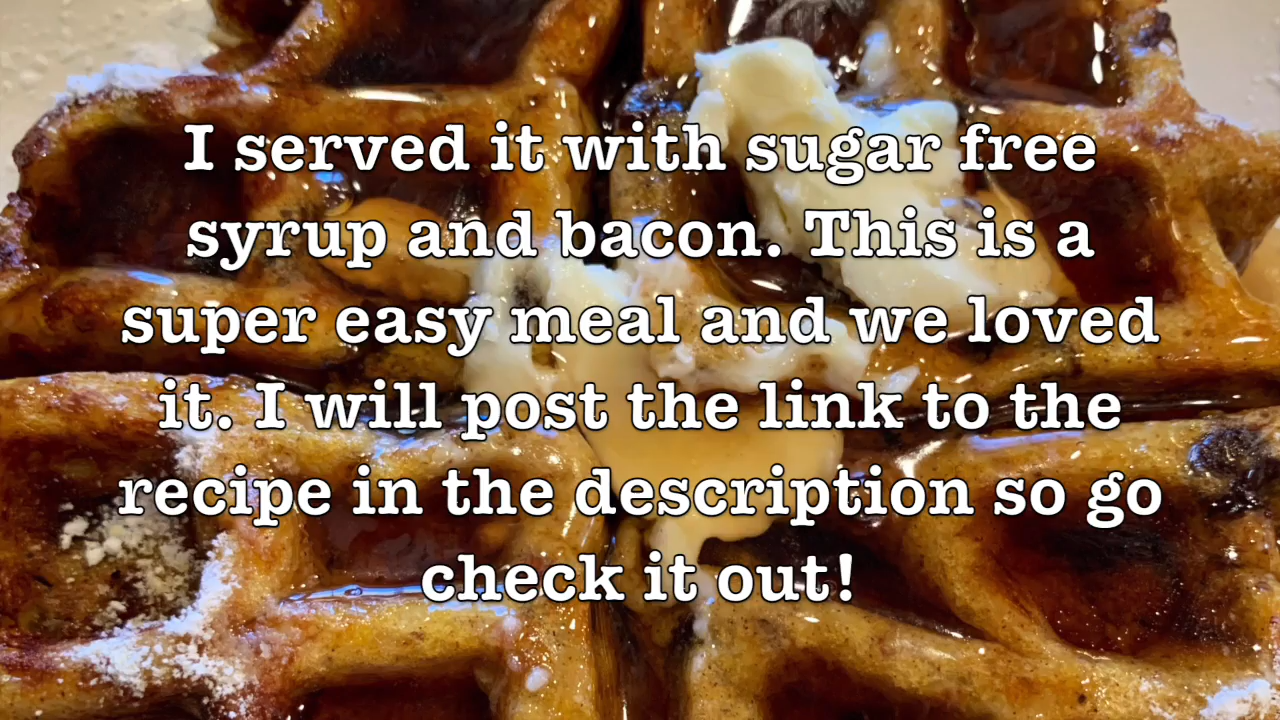 I served it with sugar free
syrup and bacon. This is a
super easy meal and we loved
it. I will post the link to the
recipe in the description so go
check it out!